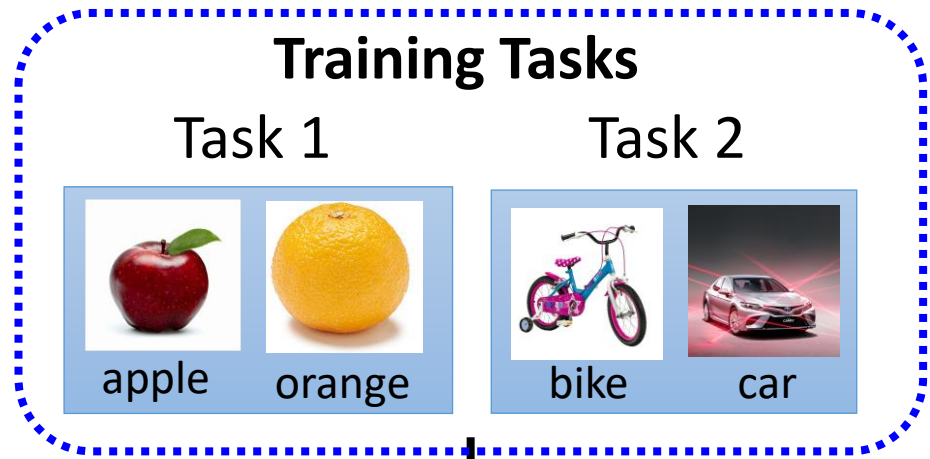 Training Tasks
Task 1
Task 2
apple
orange
bike
car